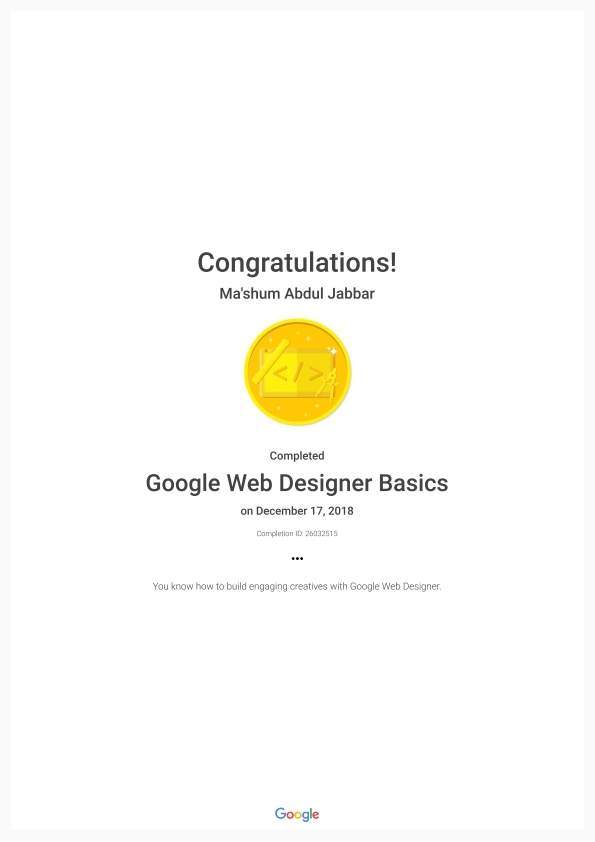 Congratulations!
Ma'shum Abdul Jabbar
</>
Completed
Google Web Designer Basics
on December 17, 2018
Completion ID: 26032515
•••
You know how to build engaging creatives with Google Web Designer.
Google